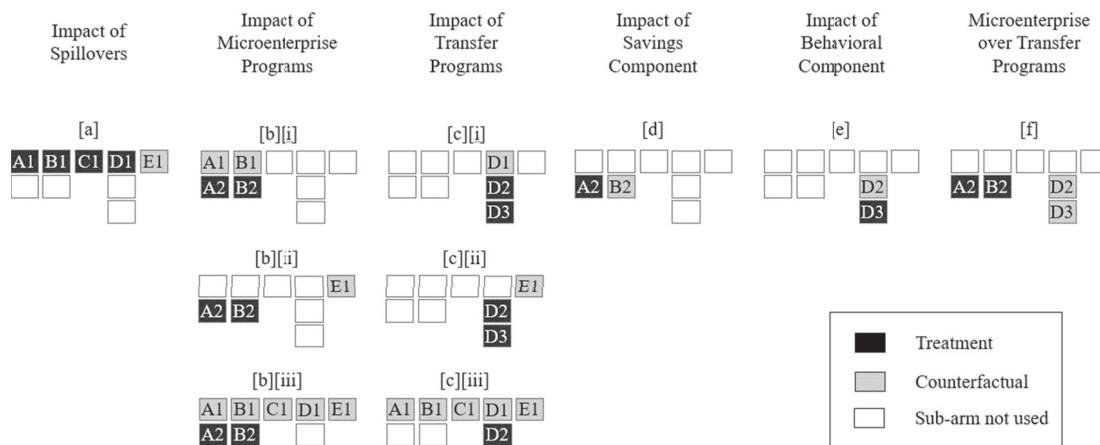 Impact of
Spillovers
Impact of
Microenterprise
Programs
Impact of
Transfer
Programs
Impact of
Savings
Component
Impact of
Behavioral
Component
Microenterprise
over Transfer
Programs
[a]
[b][i]
[c][i]
[d]
[e]
[f]
A1 B1 C1 D1 E1
A1 B1
D1
A2 B2
D2
D3
A2 B2
D2
D3
A2 B2
D2
D3
[b][ii]
[c][ii]
E1
E1
A2 B2
D2
D3
Treatment
Counterfactual
Sub-arm not used
[b][iii]
[c][iii]
A1 B1 C1 D1 E1
A1 B1 C1 D1 E1
A2 B2
D2